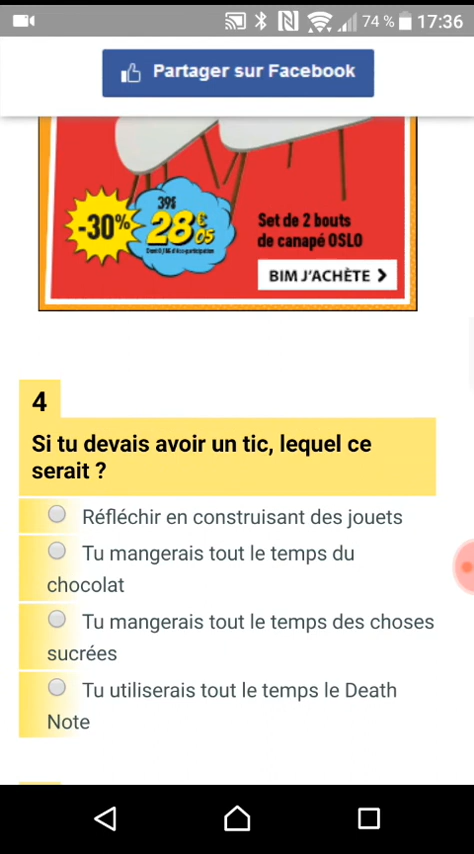 74 % 17:36
Partager sur Facebook
-30%
39€
28€05
Set de 2 bouts
de canapé OSLO
BIM J'ACHÈTE
4
Si tu devais avoir un tic, lequel ce
serait ?
Réfléchir en construisant des jouets
Tu mangerais tout le temps du
chocolat
Tu mangerais tout le temps des choses
sucrées
Tu utiliserais tout le temps le Death
Note